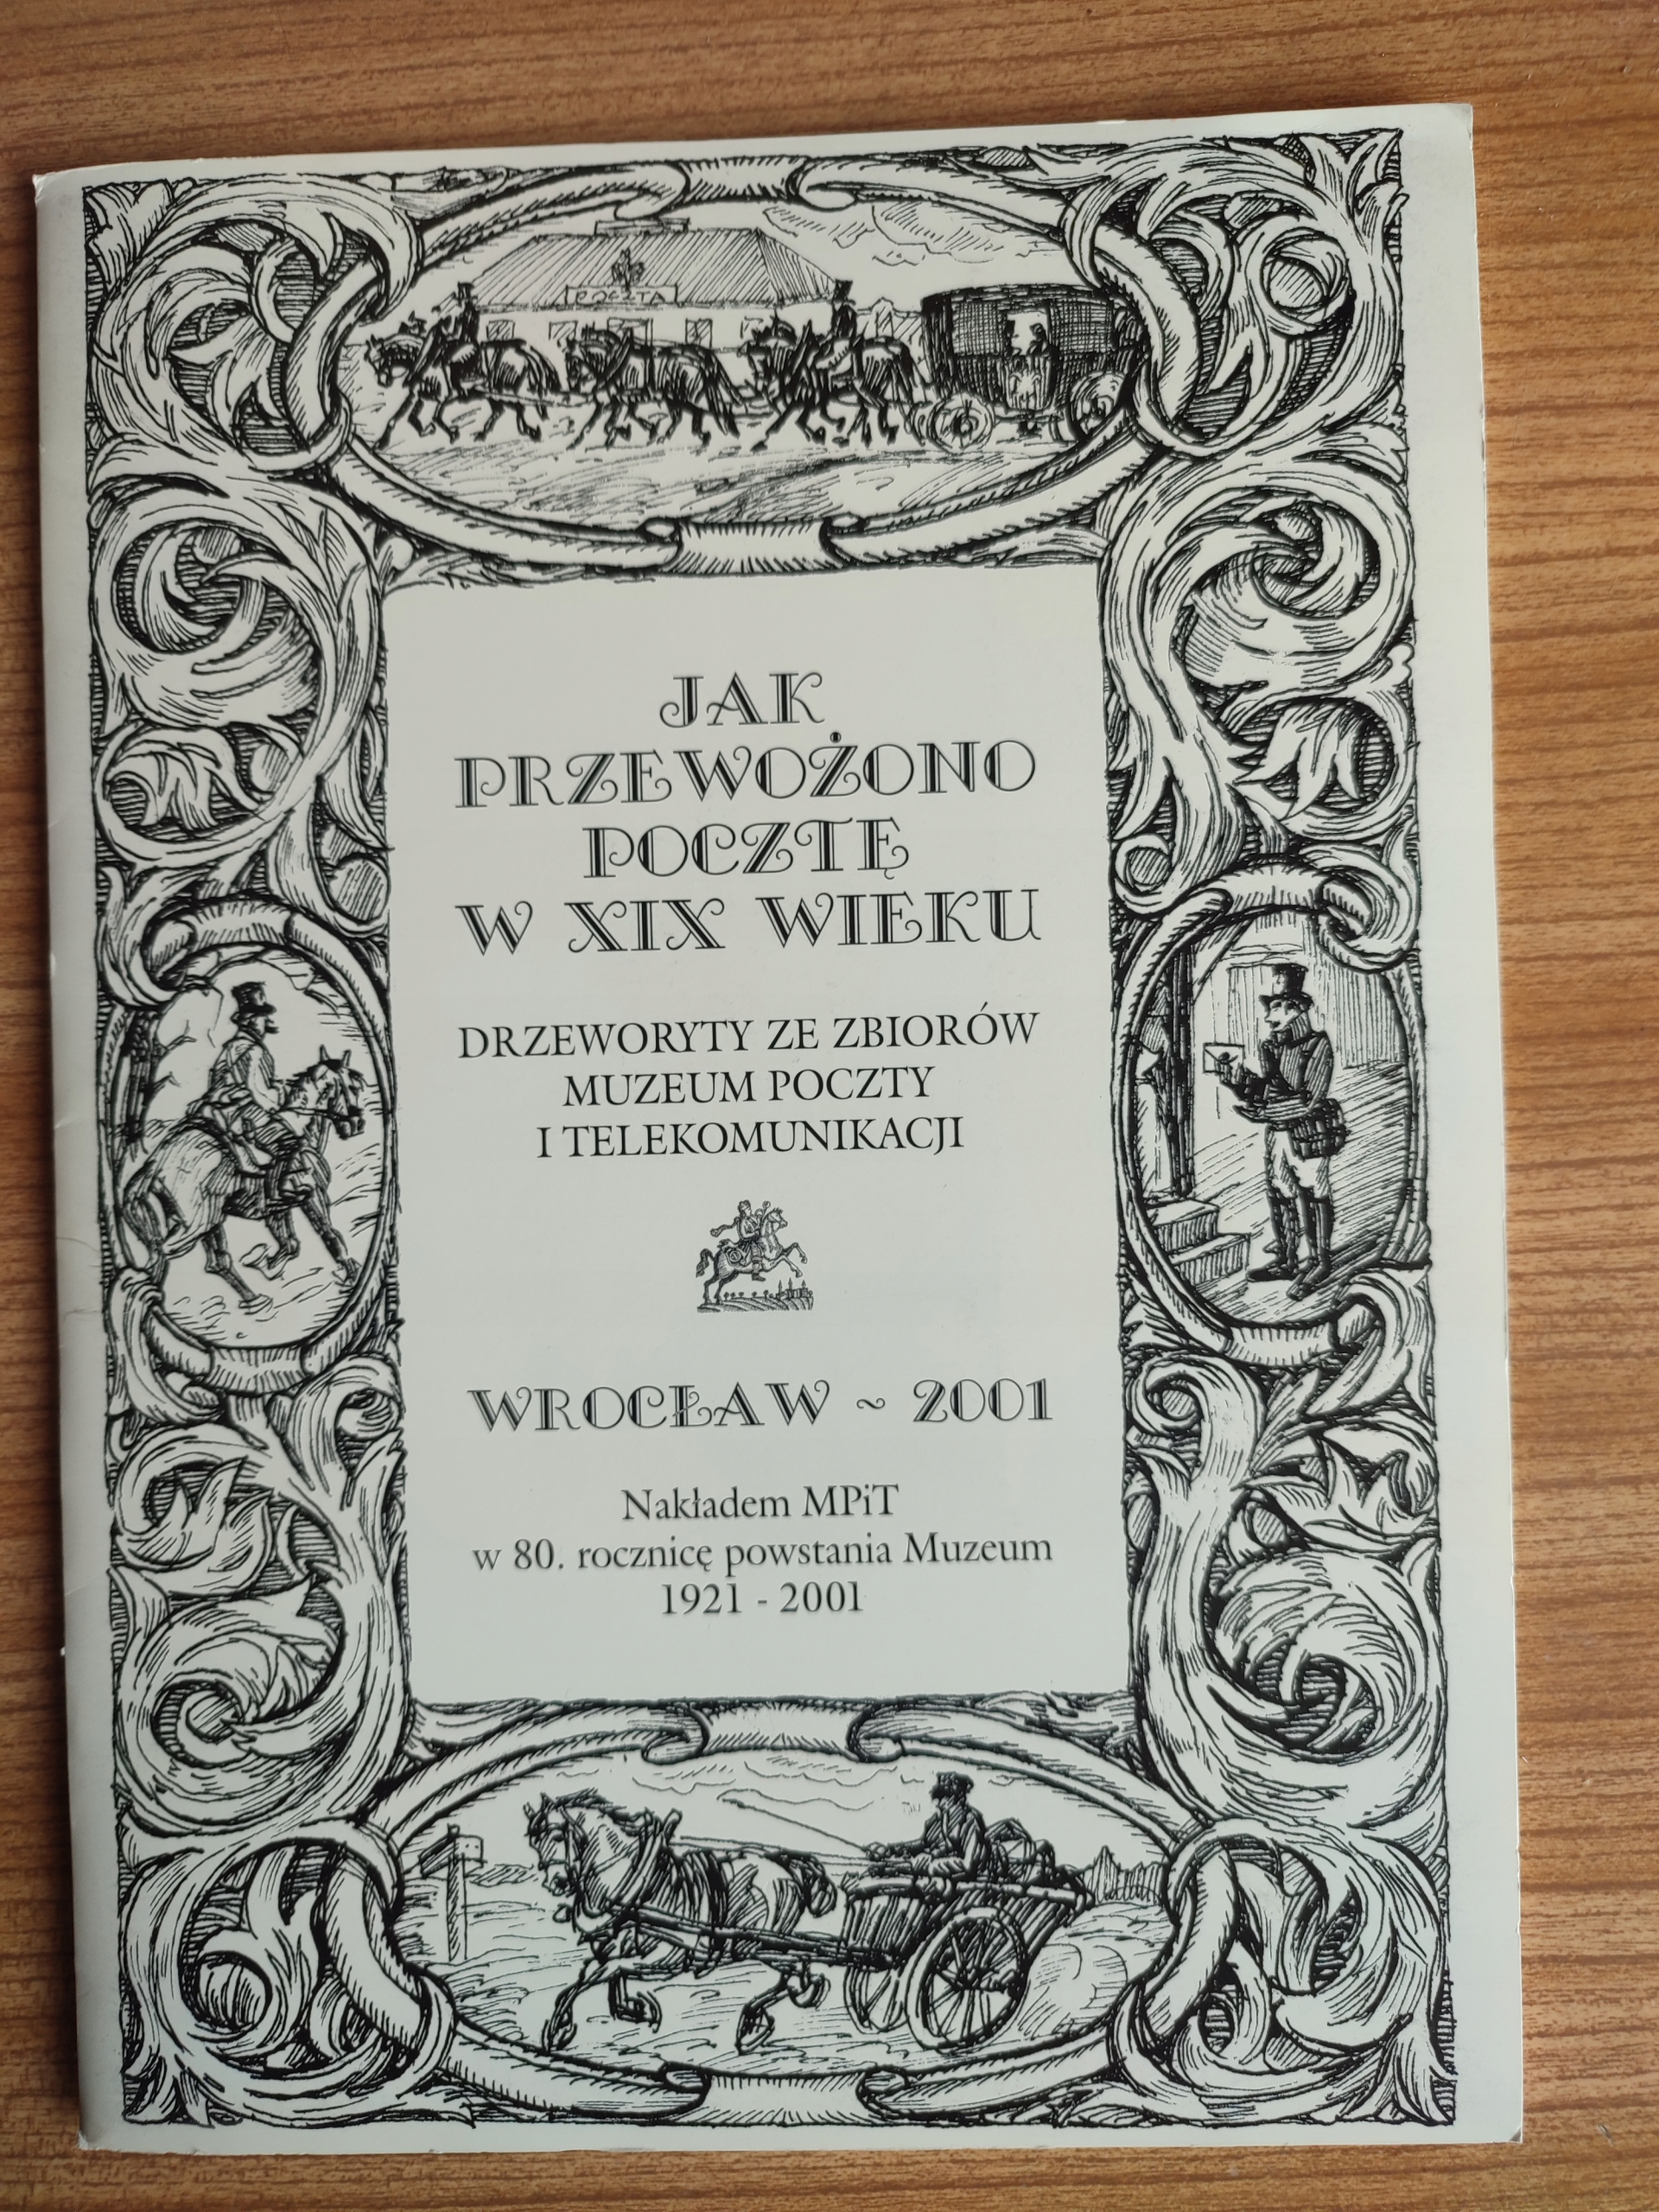 POCZTA
JAK
PRZEWOŻONO
POCZTĘ
W XIX WIEKU
DRZEWORYTY ZE ZBIORÓW
MUZEUM POCZTY
I TELEKOMUNIKACJI
WROCŁAW ~ 2001
Nakładem MPiT
w 80. rocznicę powstania Muzeum
1921 - 2001